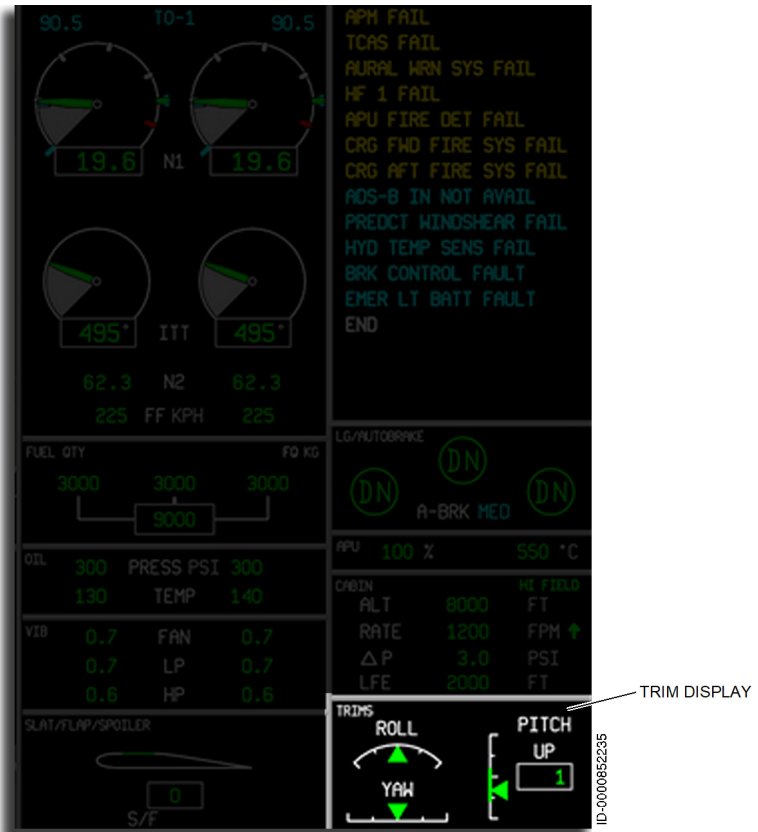 90.5 TO-1 90.5
19.6 N1 19.6
495° ITT 495°
62.3 N2 62.3
225 FF KPH 225
FUEL QTY FQ KG
3000 3000 3000
9000
OIL
300 PRESS PSI 300
130 TEMP 140
VIB
0.7 FAN 0.7
0.7 LP 0.7
0.6 HP 0.6
SLAT/FLAP/SPOILER
0
S/F
APM FAIL
TCAS FAIL
AURAL WRN SYS FAIL
HF 1 FAIL
APU FIRE DET FAIL
CRG FWD FIRE SYS FAIL
CRG AFT FIRE SYS FAIL
ADS-B IN NOT AVAIL
PREDCT WINDSHEAR FAIL
HYD TEMP SENS FAIL
BRK CONTROL FAULT
EMER LT BATT FAULT
END
LG/AUTOBRAKE
DN
DN DN
A-BRK MED
APU 100 % 550 °C
CABIN HI FIELD
ALT 8000 FT
RATE 1200 FPM ↑
△P 3.0 PSI
LFE 2000 FT
TRIMS
ROLL PITCH
UP
1
YAW
TRIM DISPLAY
ID-0000852235